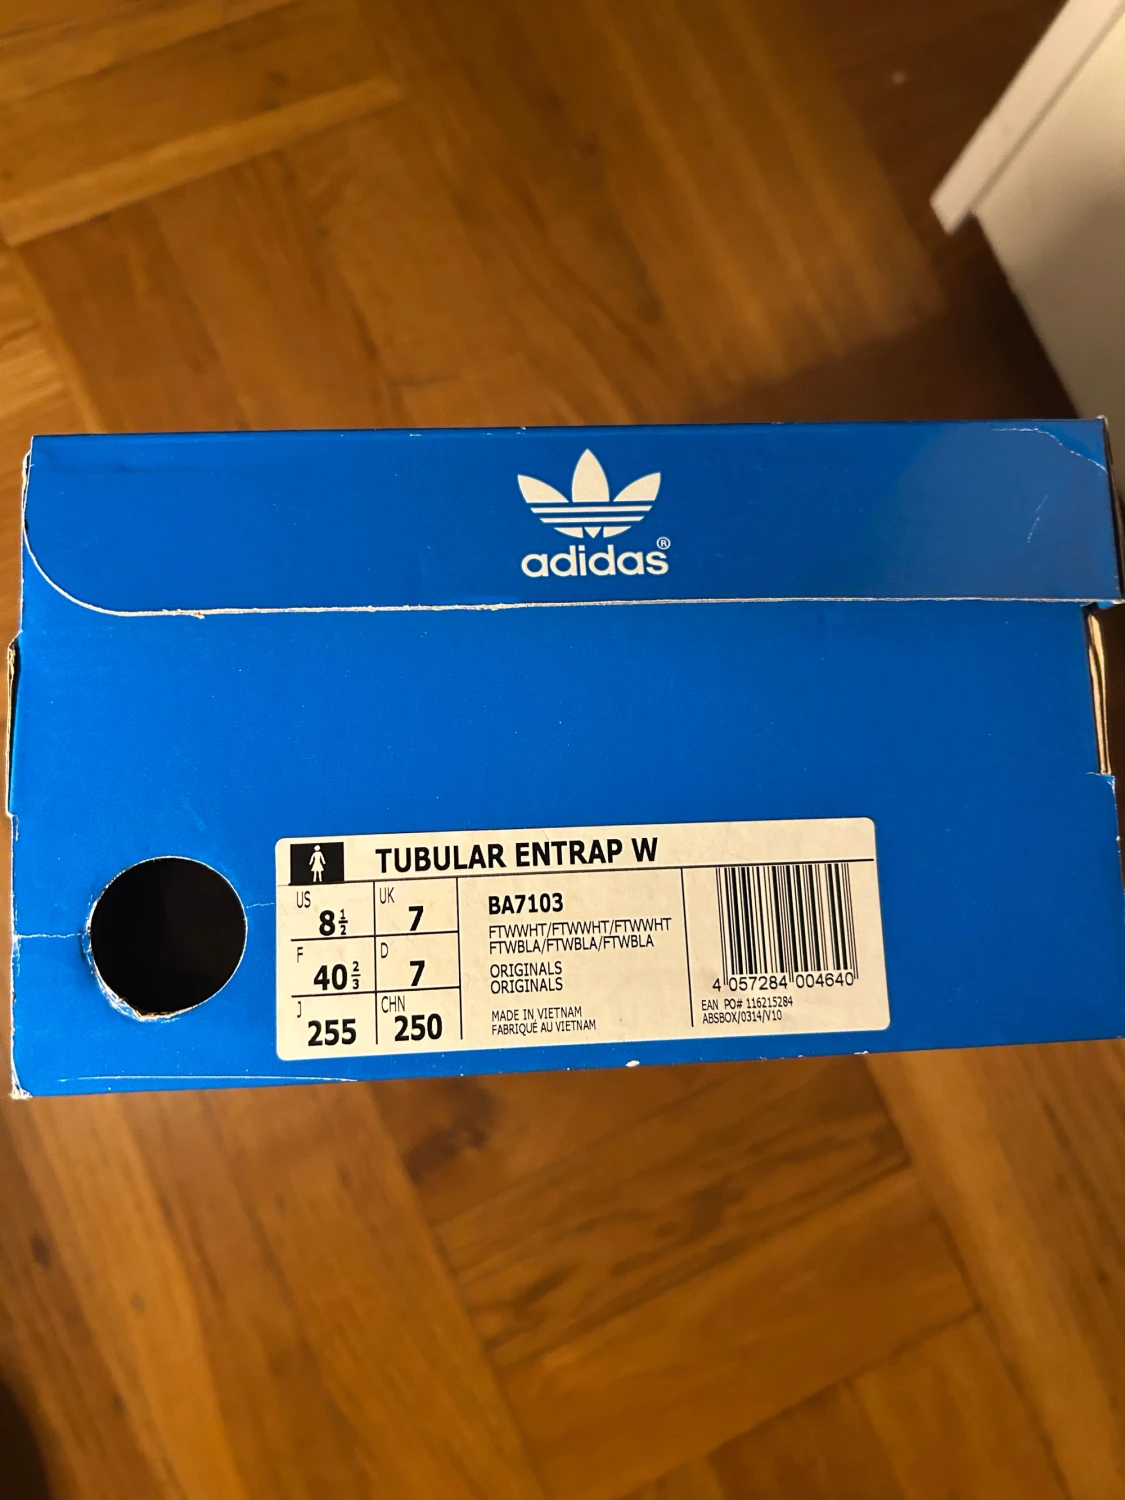 adidas®
TUBULAR ENTRAP W
US 8½ UK 7
F 40⅔ D 7
J 255 CHN 250
BA7103
FTWWHT/FTWWHT/FTWWHT
FTWBLA/FTWBLA/FTWBLA
ORIGINALS
ORIGINALS
MADE IN VIETNAM
FABRIQUÉ AU VIETNAM
4 057284 004640
EAN PO# 116215284
ABSBOX/0314/V10